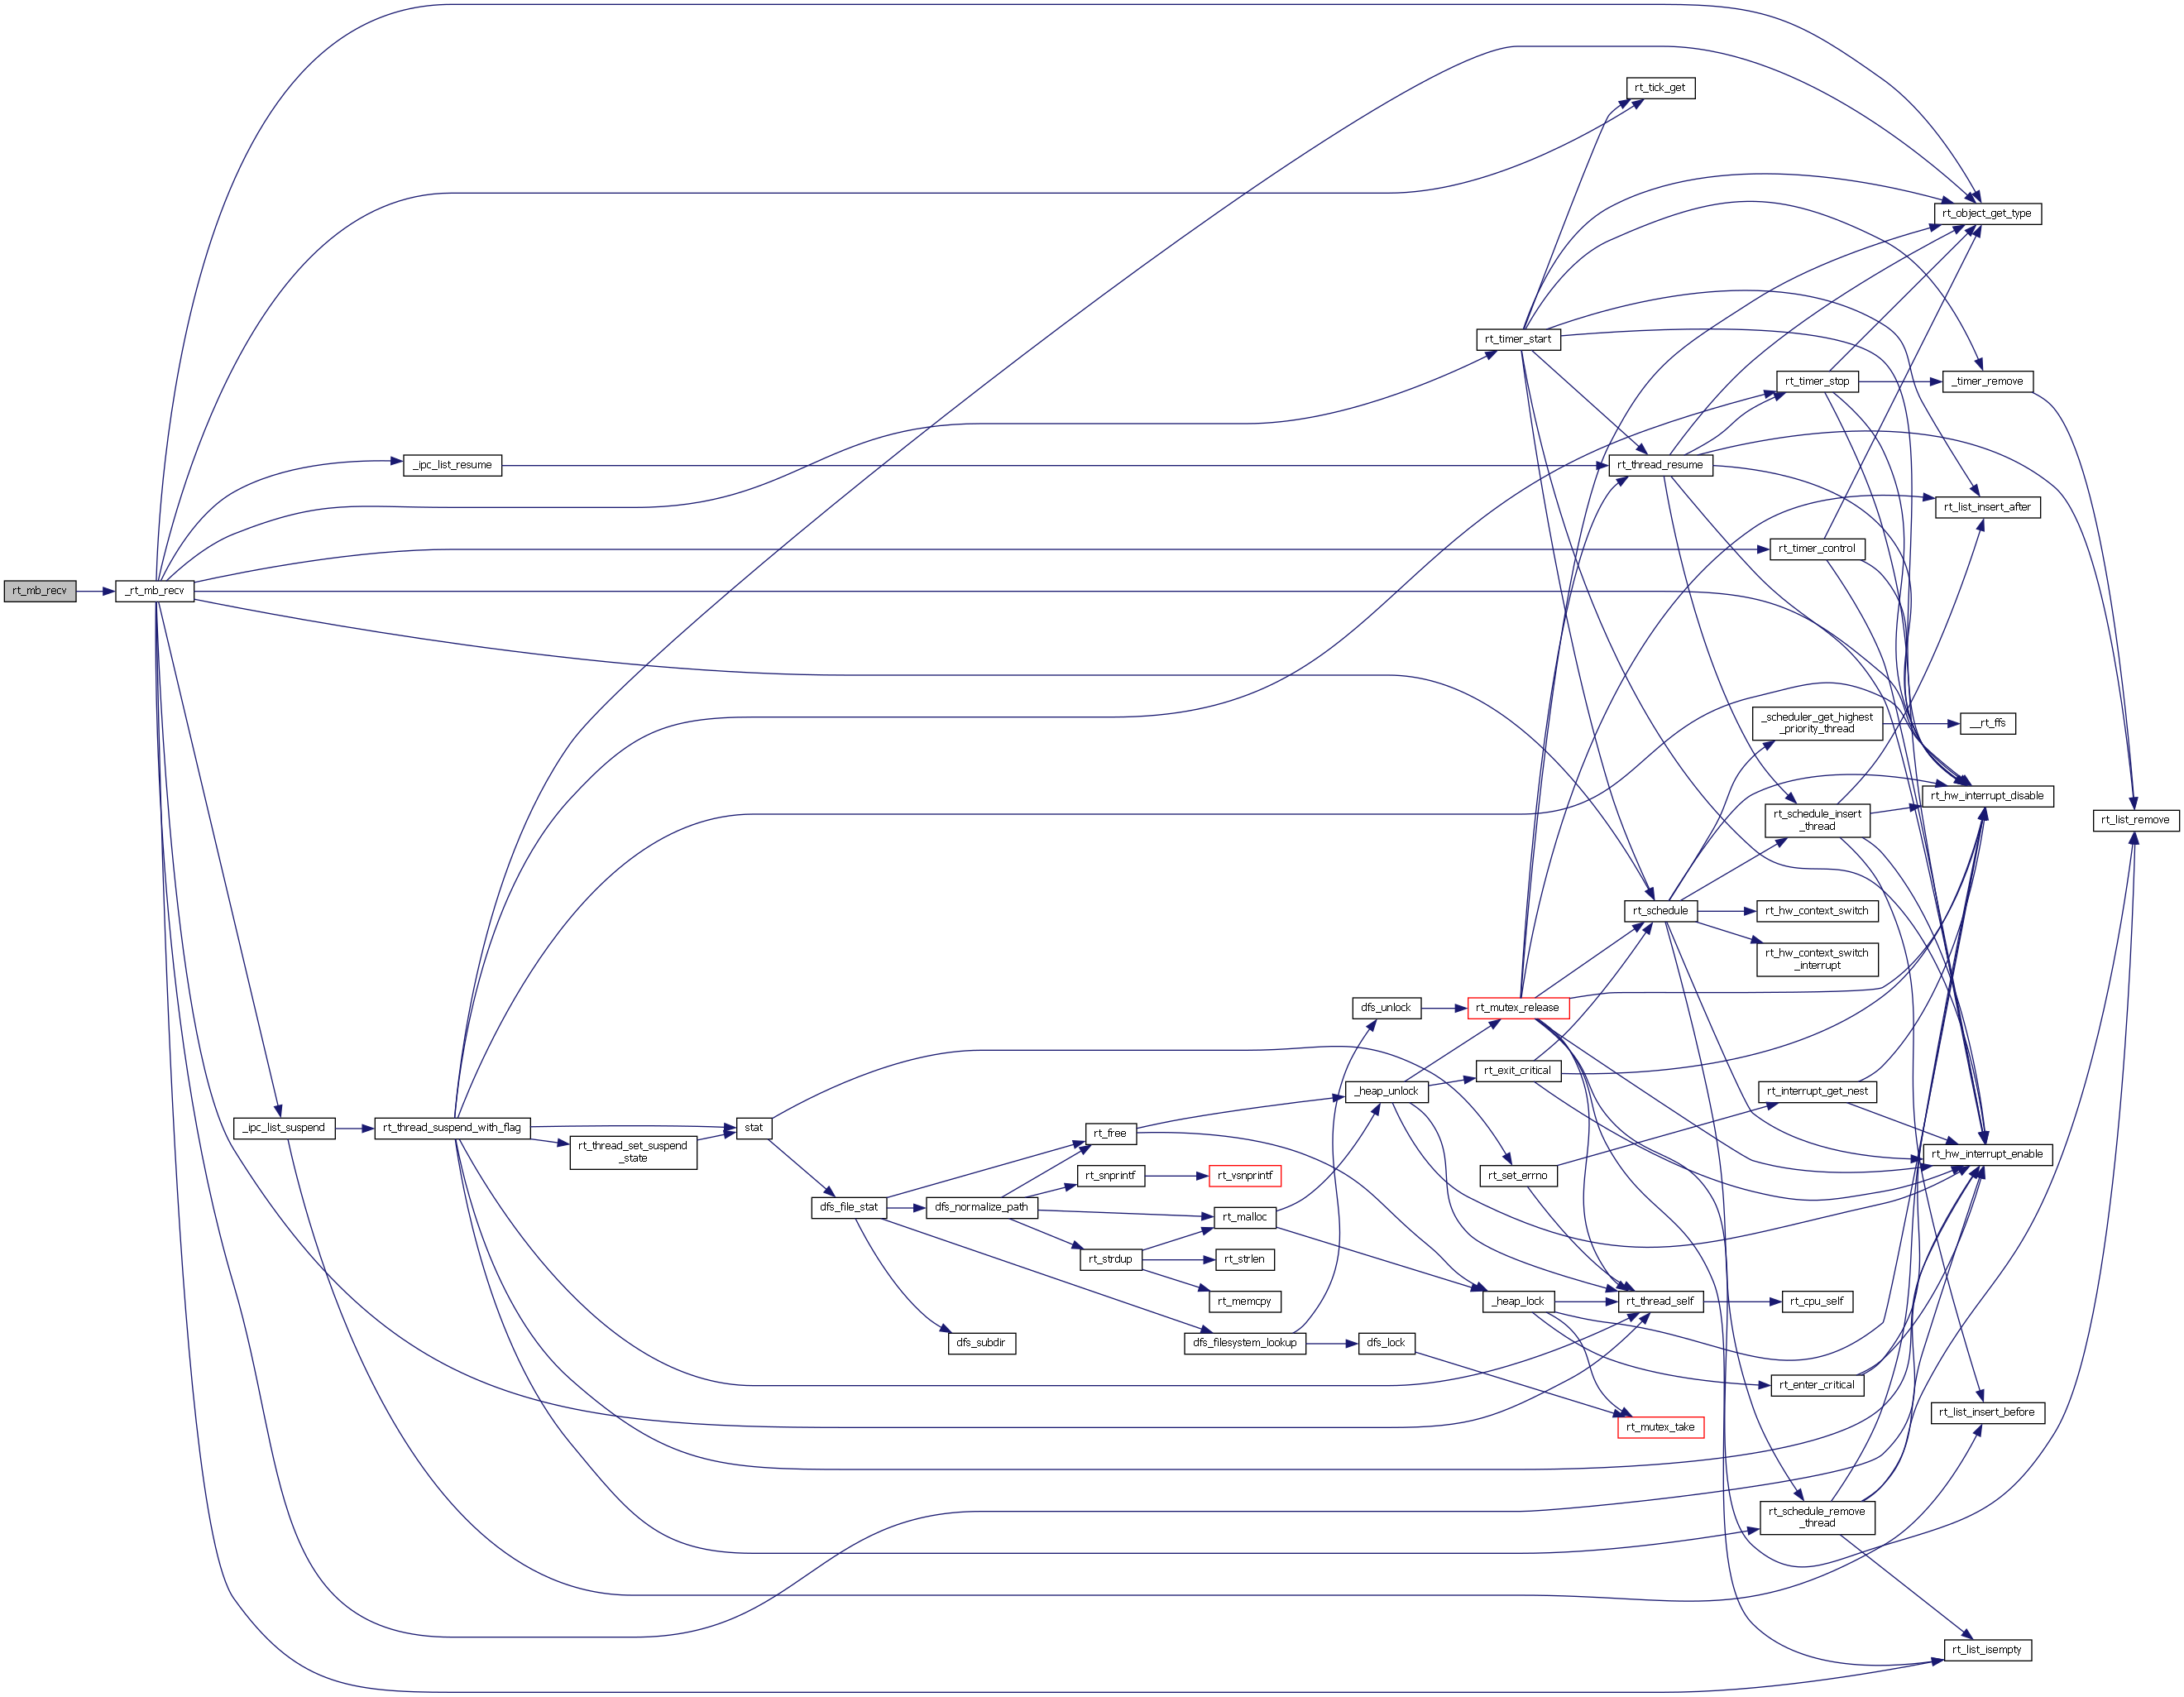 rt_tick_get
rt_object_get_type
rt_timer_start
rt_timer_stop
_timer_remove
_ipc_list_resume
rt_thread_resume
rt_list_insert_after
rt_timer_control
rt_mb_recv
_rt_mb_recv
_scheduler_get_highest
_priority_thread
__rt_ffs
rt_hw_interrupt_disable
rt_schedule_insert
_thread
rt_list_remove
rt_schedule
rt_hw_context_switch
rt_hw_context_switch
_interrupt
dfs_unlock
rt_mutex_release
rt_exit_critical
_heap_unlock
rt_interrupt_get_nest
_ipc_list_suspend
rt_thread_suspend_with_flag
stat
rt_free
rt_thread_set_suspend
_state
rt_hw_interrupt_enable
rt_snprintf
rt_vsnprintf
rt_set_errno
dfs_file_stat
dfs_normalize_path
rt_malloc
rt_strdup
rt_strlen
rt_memcpy
_heap_lock
rt_thread_self
rt_cpu_self
dfs_subdir
dfs_filesystem_lookup
dfs_lock
rt_enter_critical
rt_list_insert_before
rt_mutex_take
rt_schedule_remove
_thread
rt_list_isempty